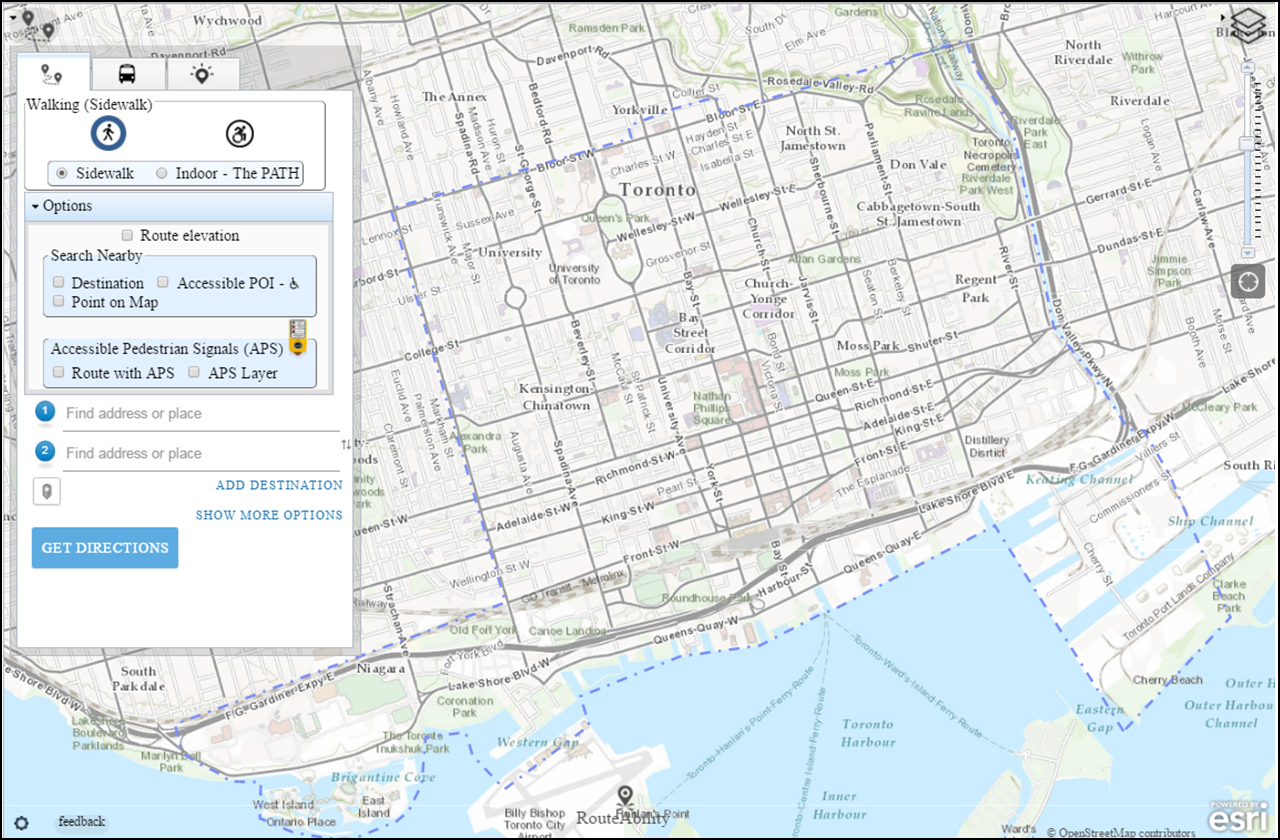 Walking (Sidewalk)
Sidewalk
Indoor - The PATH
Options
Route elevation
Search Nearby
Destination
Accessible POI -
Point on Map
Accessible Pedestrian Signals (APS)
Route with APS
APS Layer
1
Find address or place
2
Find address or place
ADD DESTINATION
SHOW MORE OPTIONS
GET DIRECTIONS
Wychwood
Ramsden Park
Gardens
Elm Ave
Davenport-Rd
Davenport-Rd
North
Riverdale
Withrow
Park
Riverdale
The Annex
Albany Ave
Howland Ave
Spadina-Rd
Madison Ave
Huron St
Bedford-Rd
St-George-St
Yorkville
Collier St
Rosedale-Valley-Rd
Rosedale
Ravine Lands
Bloor-St-E
Hayden St
Charles St E
Isabella St
Charles St W
Bloor-St-W
North St.
Jamestown
Parliament-St
Don Vale
Riverdale
Park
East
Toronto
Necropolis
Cemetery
Riverdale
Park West
Logan Ave
Carlaw-Ave
Gerrard-St-E
Toronto
Queen's Park
Wellesley-St-W
Wellesley-St-E
Sherbourne-St
Cabbagetown-South
St.Jamestown
Dundas-St-E
Brunswick Ave
Sussex Ave
Lennox St
Major St
Ulster St
University
University
of Toronto
Grosvenor St
Church-St
Allan Gardens
River-St
Jimmie
Simpson
Park
Bay-St
Church-
Yonge
Corridor
Jarvis-St
Seaton St
Berkeley St
Regent
Park
Bay
Street
Corridor
Bond St
Victoria St
Moss Park
Moss Park
Shuter-St
Don-Valley-Pkwy-N
Booth Ave
Morse St
College-St
Beverley-St
McCaul St
St Patrick St
University-Ave
Kensington-
Chinatown
Nathan
Phillips
Square
Queen-St-E
Richmond-St-E
Adelaide-St-E
King-St-E
Front-St-E
The Esplanade
Distillery
District
Lake-Shore-Blvd-E
Lake-Shore
McCleary Park
F-G-Gardiner-Expy-W
Villiers St
South Ri
Keating Channel
Commissioners St
Ship Channel
Cherry-St
Toronto Port Lands Company
Clarke
Beach
Park
Euclid Ave
Palmerston Ave
Markham St
Claremont St
Alexandra
Park
Augusta Ave
Spadina-Ave
Richmond-St-W
Pearl St
York-St
Adelaide-St-W
King-St-W
Queen-St-W
Front-St-W
Wellington St W
GO Transit - Metrolinx
Bay-St
Harbour-St
Queens-Quay-E
Railway
Strachan-Ave
Roundhouse Park
Old Fort York
Canoe Landing
Queens-Quay-W
Fort York Blvd
South
Parkdale
Niagara
Lake-Shore-Blvd-W
F-G-Gardiner-Expy-E
Lake-Shore-Blvd-W
Coronation
Park
Lakeshore
Boulevard
Parklands
Marilyn Bell
Park
The Toronto
Inukshuk Park
Western Gap
Brigantine Cove
West Island
Ontario Place
East
Island
Billy Bishop
Toronto City
Airport
Toronto-Hanlan's-Point-Ferry-Route
Toronto-Centre-Island-Ferry-Route
Toronto-Ward's-Island-Ferry-Route
Toronto
Harbour
Inner
Harbour
Eastern
Gap
Cherry Beach
Outer H
Outer Harbour
Channel
Ward's
RouteAbility
Hanlan's Point
feedback
POWERED BY
esri
© OpenStreetMap contributors